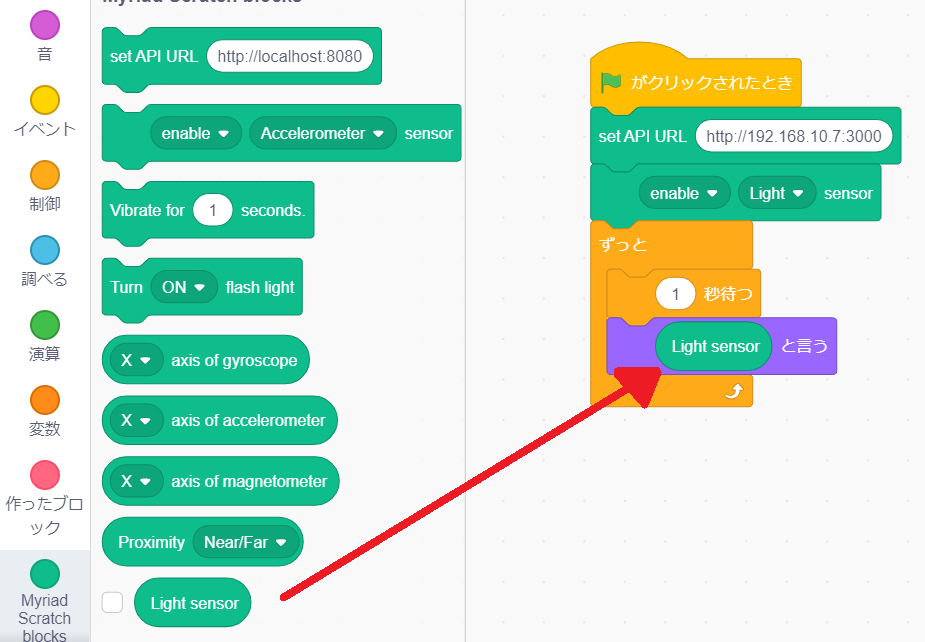 音
イベント
制御
調べる
演算
変数
作ったブロ
ック
Myriad
Scratch
blocks
Myriad Scratch blocks
set API URL http://localhost:8080
enable Accelerometer sensor
Vibrate for 1 seconds.
Turn ON flash light
X axis of gyroscope
X axis of accelerometer
X axis of magnetometer
Proximity Near/Far
Light sensor
がクリックされたとき
set API URL http://192.168.10.7:3000
enable Light sensor
ずっと
1 秒待つ
Light sensor と言う